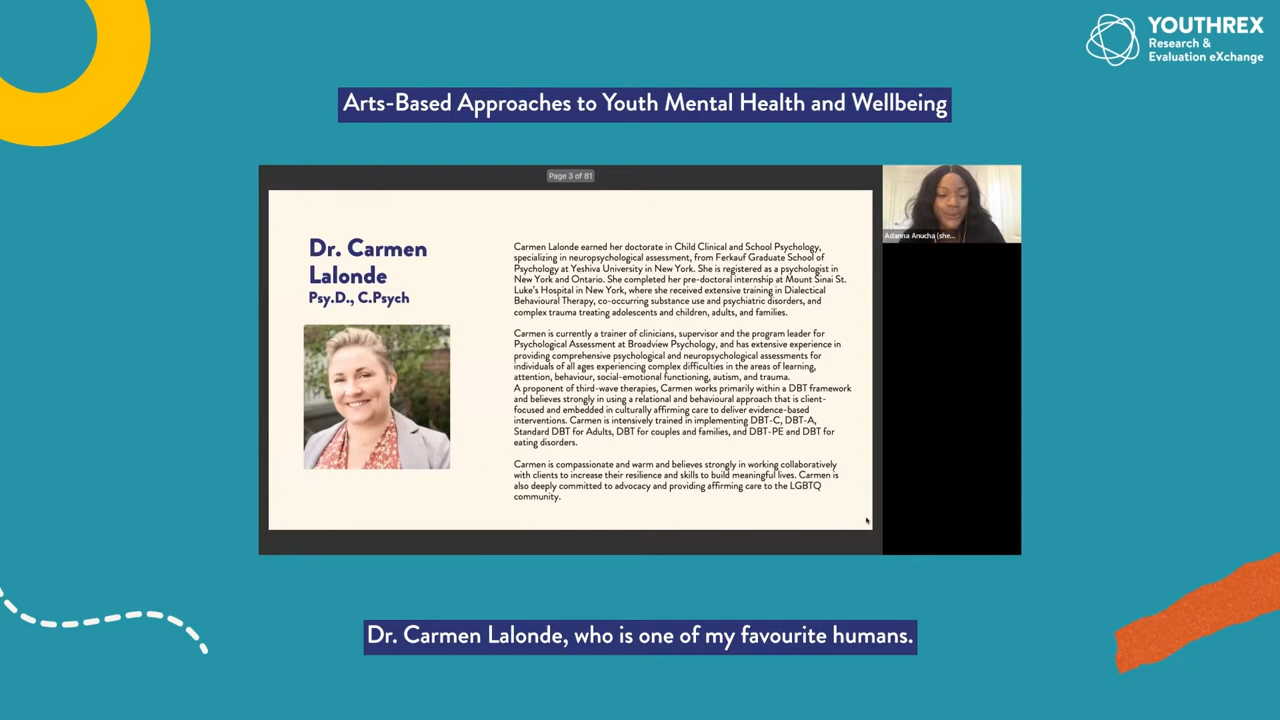 YOUTHREX
Research &
Evaluation eXchange
Arts-Based Approaches to Youth Mental Health and Wellbeing
Page 3 of 81
Dr. Carmen
Lalonde
Psy.D., C.Psych
Carmen Lalonde earned her doctorate in Child Clinical and School Psychology,
specializing in neuropsychological assessment, from Ferkauf Graduate School of
Psychology at Yeshiva University in New York. She is registered as a psychologist in
New York and Ontario. She completed her pre-doctoral internship at Mount Sinai St.
Luke's Hospital in New York, where she received extensive training in Dialectical
Behavioural Therapy, co-occurring substance use and psychiatric disorders, and
complex trauma treating adolescents and children, adults, and families.
Carmen is currently a trainer of clinicians, supervisor and the program leader for
Psychological Assessment at Broadview Psychology, and has extensive experience in
providing comprehensive psychological and neuropsychological assessments for
individuals of all ages experiencing complex difficulties in the areas of learning,
attention, behaviour, social-emotional functioning, autism, and trauma.
A proponent of third-wave therapies, Carmen works primarily within a DBT framework
and believes strongly in using a relational and behavioural approach that is client-
focused and embedded in culturally affirming care to deliver evidence-based
interventions. Carmen is intensively trained in implementing DBT-C, DBT-A,
Standard DBT for Adults, DBT for couples and families, and DBT-PE and DBT for
eating disorders.
Carmen is compassionate and warm and believes strongly in working collaboratively
with clients to increase their resilience and skills to build meaningful lives. Carmen is
also deeply committed to advocacy and providing affirming care to the LGBTQ
community.
Adanna Anucha (she...
Dr. Carmen Lalonde, who is one of my favourite humans.